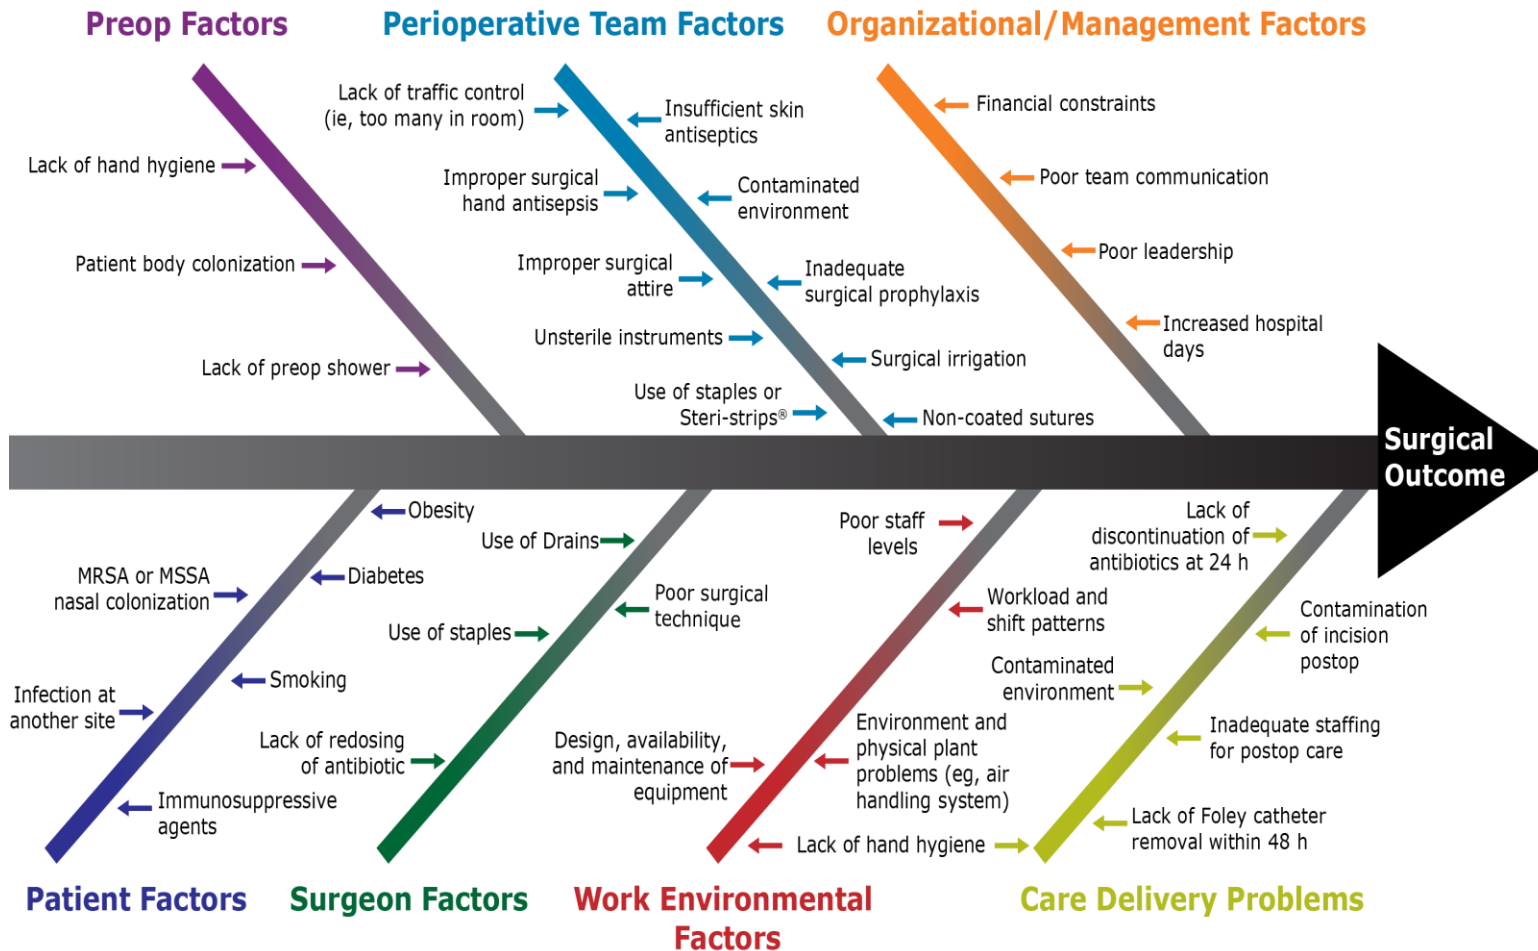 Preop Factors
Perioperative Team Factors
Organizational/Management Factors
Lack of hand hygiene
Patient body colonization
Lack of preop shower
Lack of traffic control
(ie, too many in room)
Improper surgical
hand antisepsis
Improper surgical
attire
Unsterile instruments
Use of staples or
Steri-strips®
Insufficient skin
antiseptics
Contaminated
environment
Inadequate
surgical prophylaxis
Surgical irrigation
Non-coated sutures
Financial constraints
Poor team communication
Poor leadership
Increased hospital
days
Surgical
Outcome
MRSA or MSSA
nasal colonization
Infection at
another site
Obesity
Diabetes
Smoking
Immunosuppressive
agents
Use of Drains
Use of staples
Lack of redosing
of antibiotic
Poor surgical
technique
Poor staff
levels
Design, availability,
and maintenance of
equipment
Workload and
shift patterns
Environment and
physical plant
problems (eg, air
handling system)
Lack of hand hygiene
Lack of
discontinuation of
antibiotics at 24 h
Contaminated
environment
Contamination
of incision
postop
Inadequate staffing
for postop care
Lack of Foley catheter
removal within 48 h
Patient Factors
Surgeon Factors
Work Environmental
Factors
Care Delivery Problems